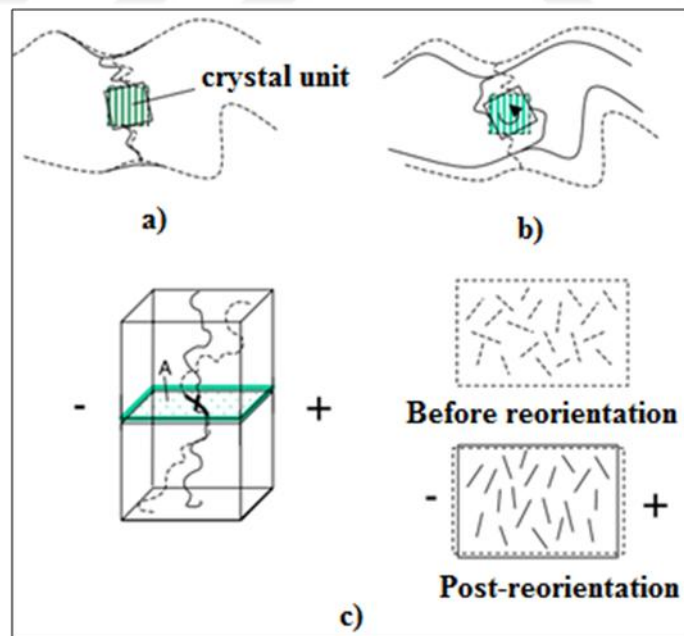 crystal unit
a)
b)
A
-
+
Before reorientation
-
+
Post-reorientation
c)